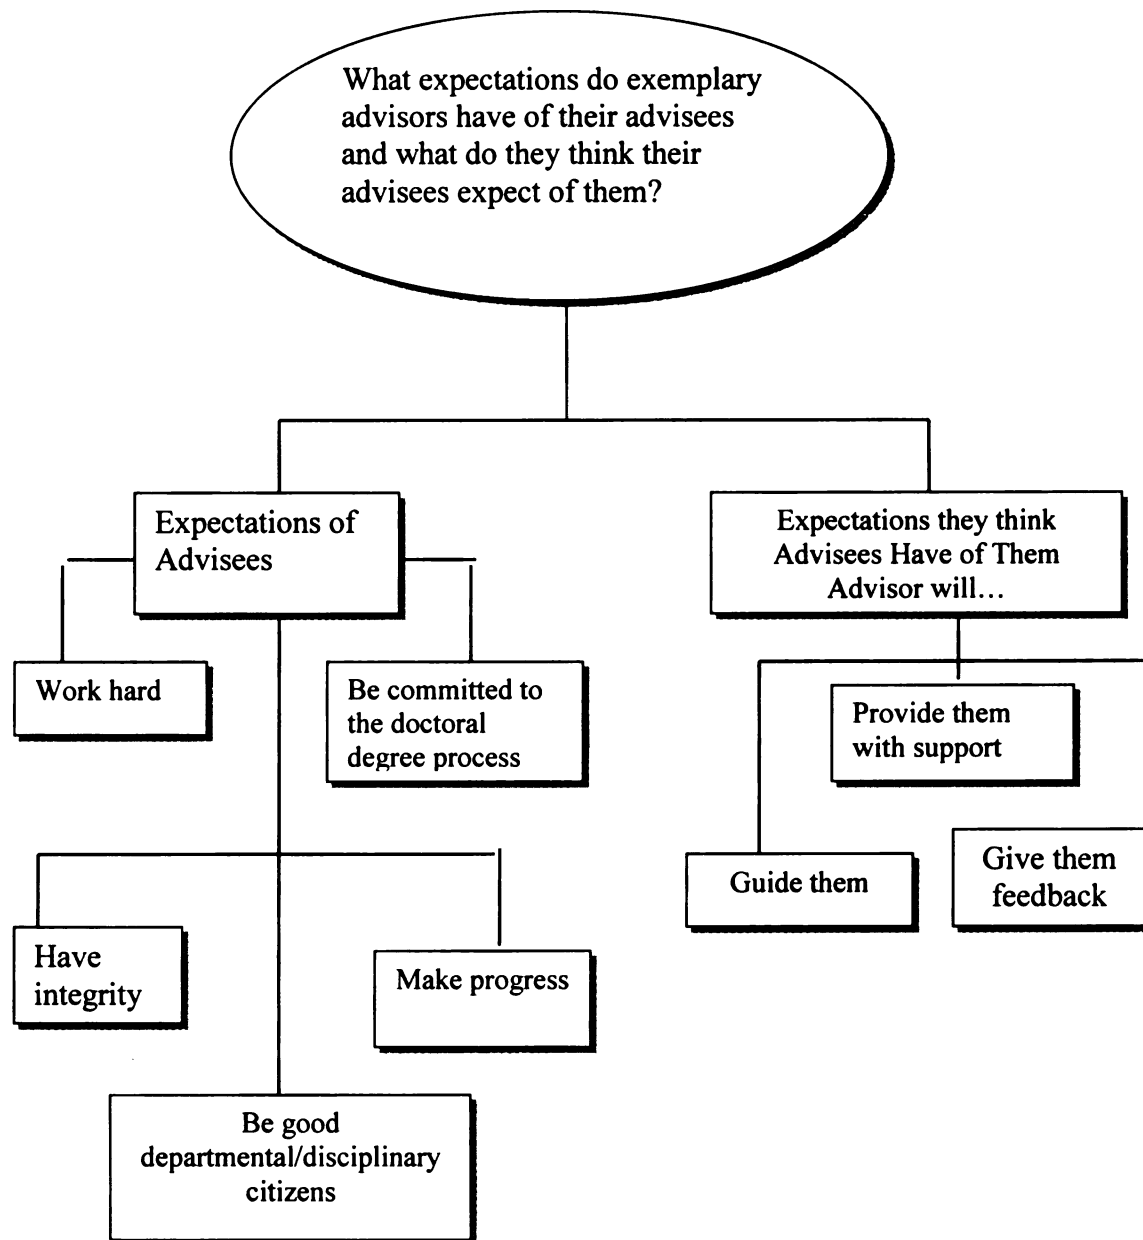 What expectations do exemplary
advisors have of their advisees
and what do they think their
advisees expect of them?
Expectations of
Advisees
Expectations they think
Advisees Have of Them
Advisor will…
Work hard
Be committed to
the doctoral
degree process
Provide them
with support
Guide them
Give them
feedback
Have
integrity
Make progress
Be good
departmental/disciplinary
citizens